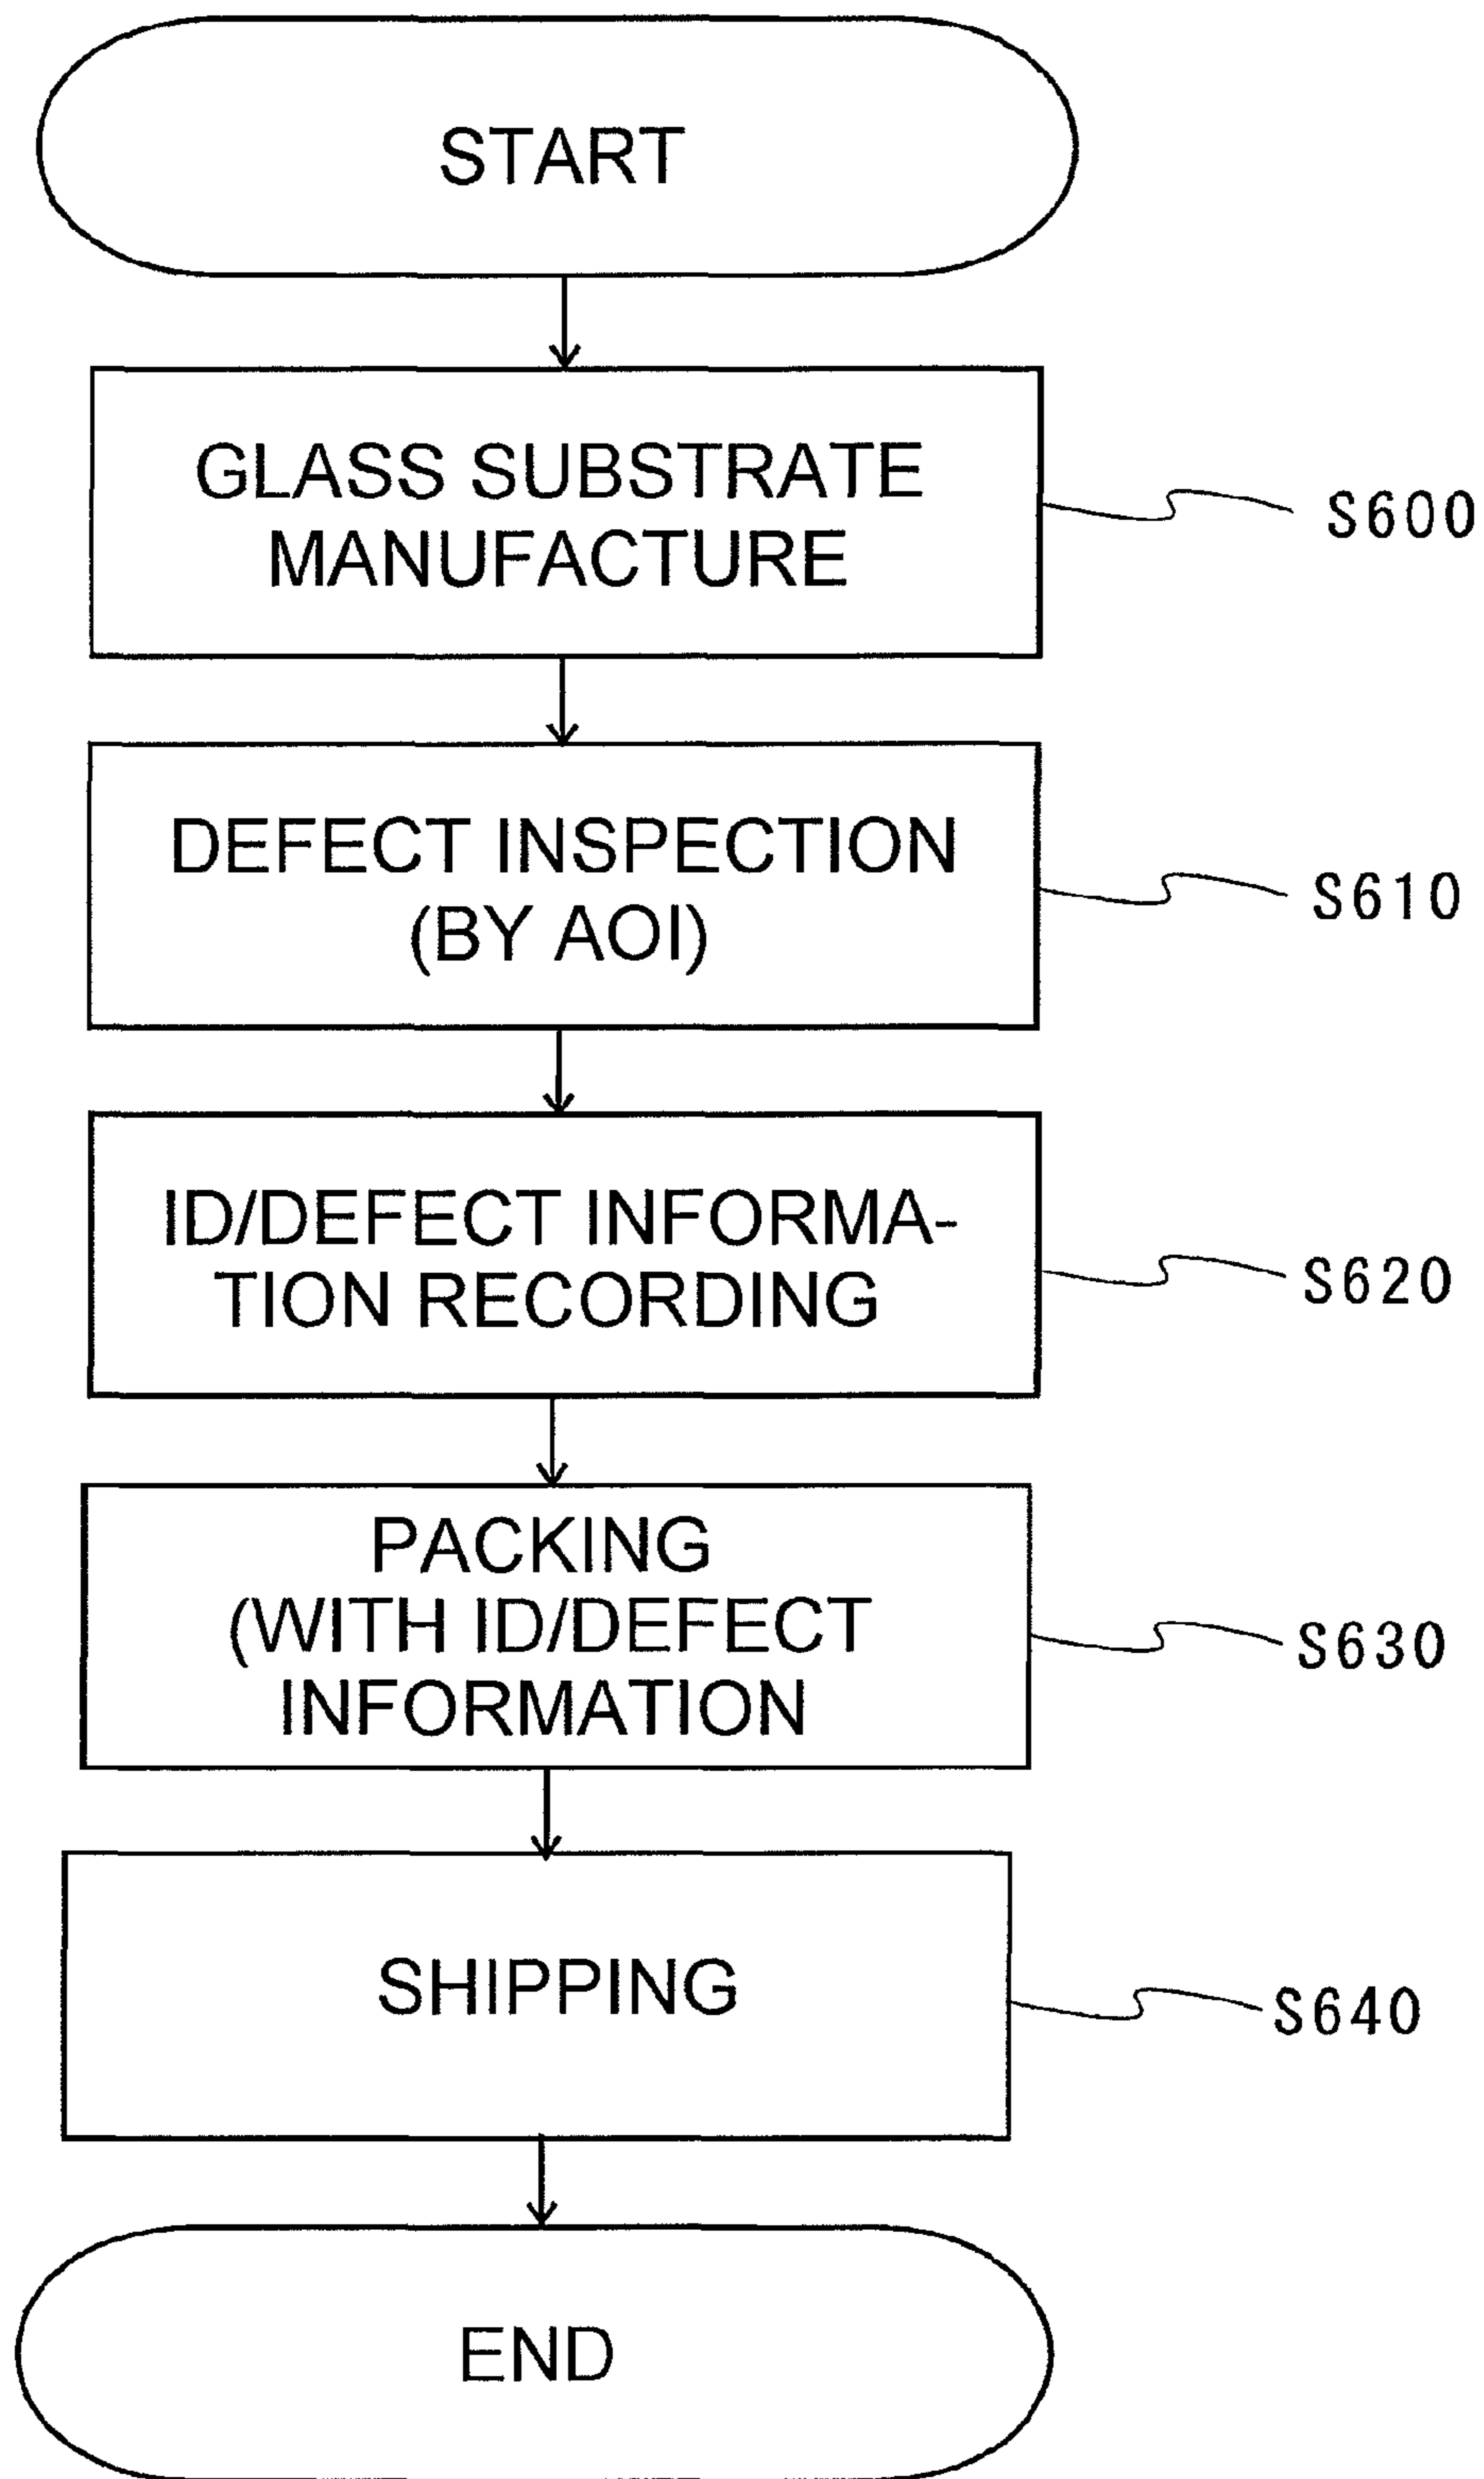 START
GLASS SUBSTRATE
MANUFACTURE
S600
DEFECT INSPECTION
(BY AOI)
S610
ID/DEFECT INFORMA-
TION RECORDING
S620
PACKING
(WITH ID/DEFECT
INFORMATION
S630
SHIPPING
S640
END